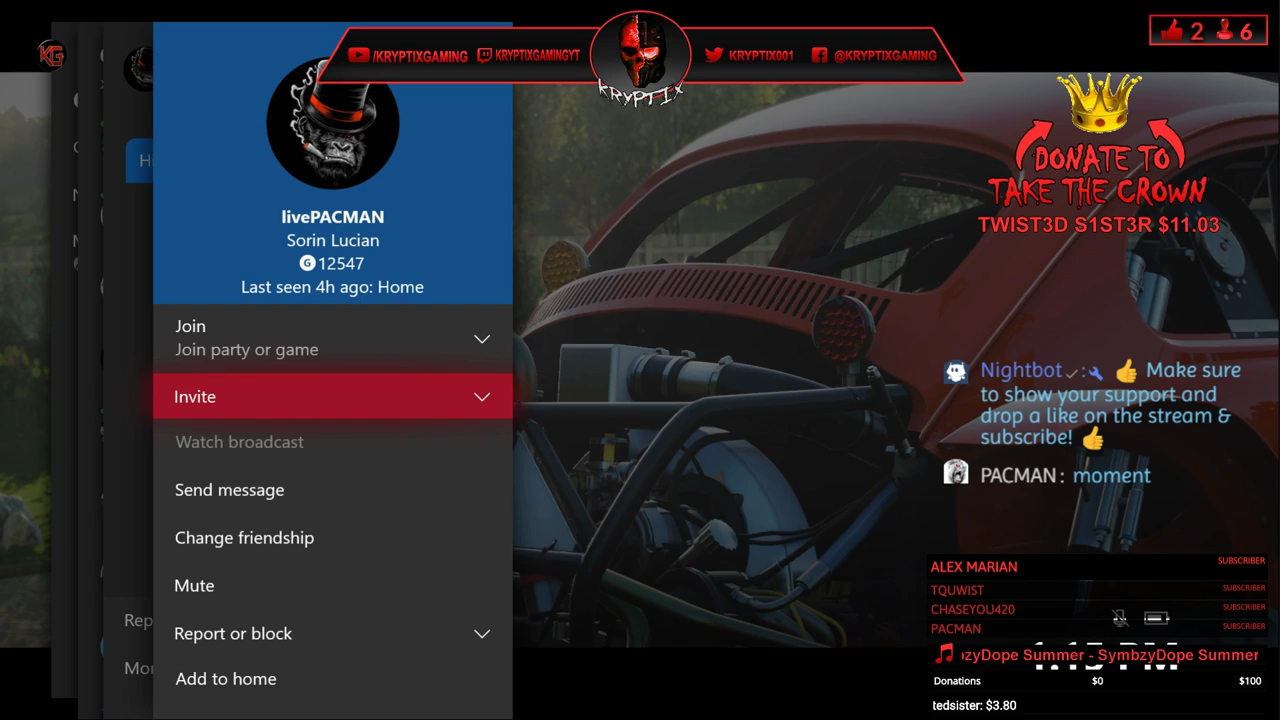 KG
/KRYPTIXGAMING
KRYPTIXGAMINGYT
KRYPTIX
KRYPTIX001
@KRYPTIXGAMING
2
6
livePACMAN
Sorin Lucian
G 12547
Last seen 4h ago: Home
Join
Join party or game
Invite
Watch broadcast
Send message
Change friendship
Mute
Report or block
Add to home
DONATE TO
TAKE THE CROWN
TWIST3D S1ST3R $11.03
Nightbot : 👍 Make sure
to show your support and
drop a like on the stream &
subscribe! 👍
PACMAN : moment
ALEX MARIAN SUBSCRIBER
TQUWIST SUBSCRIBER
CHASEYOU420 SUBSCRIBER
PACMAN SUBSCRIBER
zyDope Summer - SymbzyDope Summer
Donations $0 $100
tedsister: $3.80